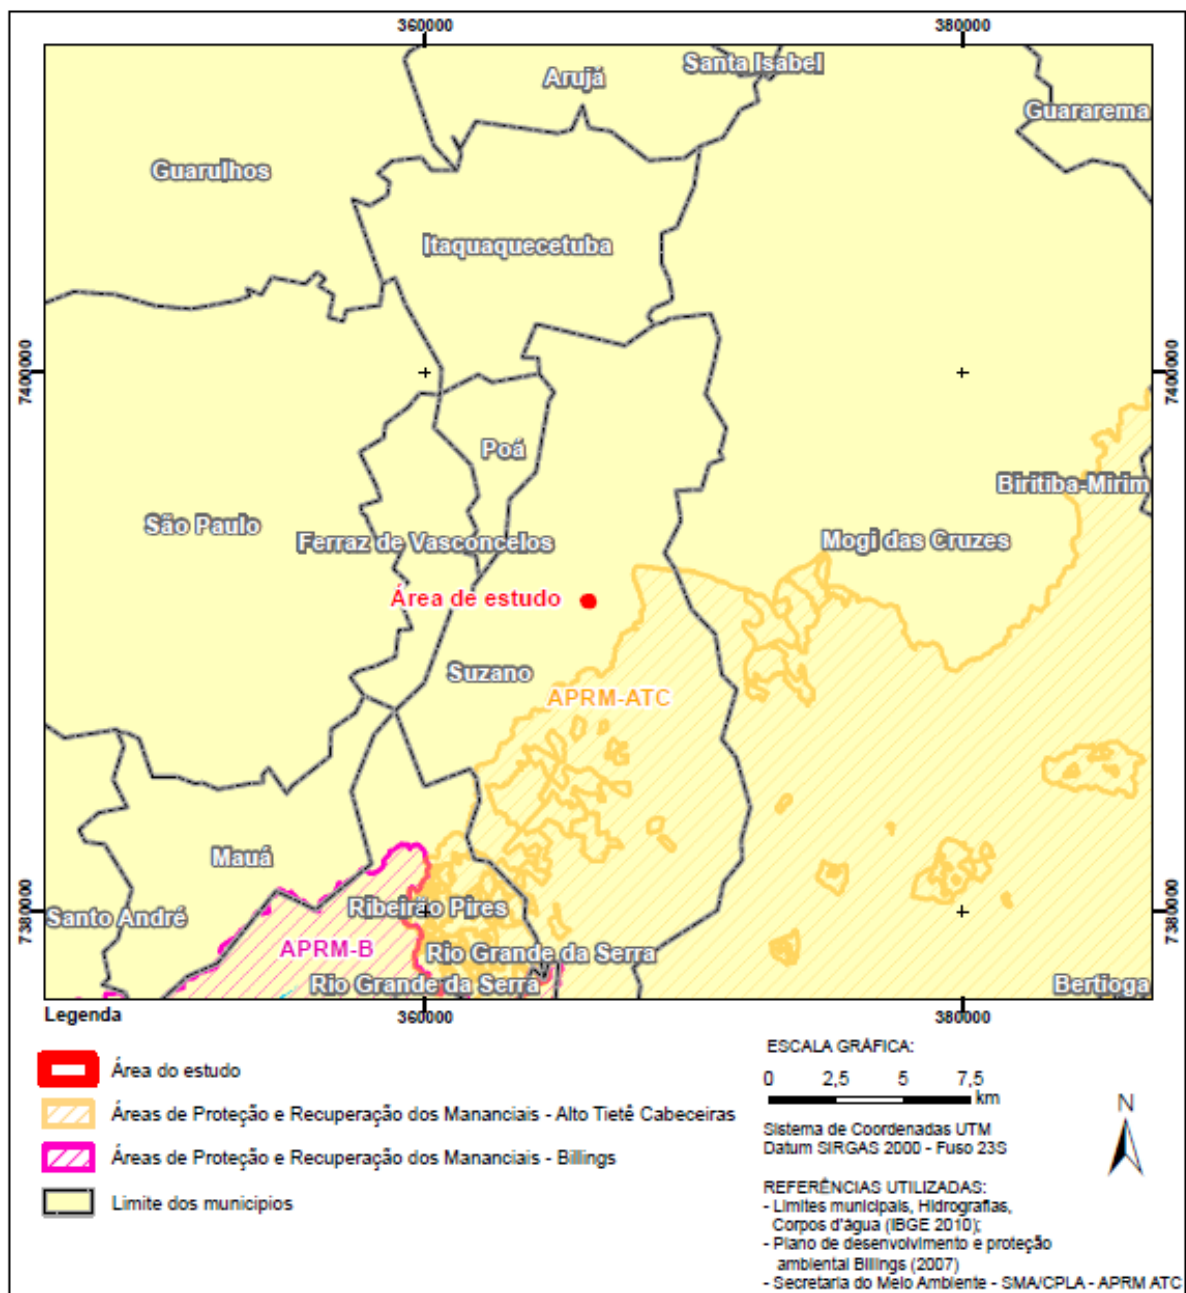 360000
380000
Santa Isabel
Arujá
Guararema
Guarulhos
Itaquaquecetuba
7400000
7400000
Poá
Biritiba-Mirim
São Paulo
Ferraz de Vasconcelos
Mogi das Cruzes
Área de estudo
Suzano
APRM-ATC
Mauá
Ribeirão Pires
7380000
7380000
Santo André
APRM-B
Rio Grande da Serra
Rio Grande da Serra
Bertioga
360000
380000
Legenda
Área do estudo
Áreas de Proteção e Recuperação dos Mananciais - Alto Tietê Cabeceiras
Áreas de Proteção e Recuperação dos Mananciais - Billings
Limite dos municipios
ESCALA GRÁFICA:
0 2,5 5 7,5
km
N
Sistema de Coordenadas UTM
Datum SIRGAS 2000 - Fuso 23S
REFERÊNCIAS UTILIZADAS:
- Limites municipais, Hidrografias,
Corpos d'água (IBGE 2010);
- Plano de desenvolvimento e proteção
ambiental Billings (2007)
- Secretaria do Meio Ambiente - SMA/CPLA - APRM ATC